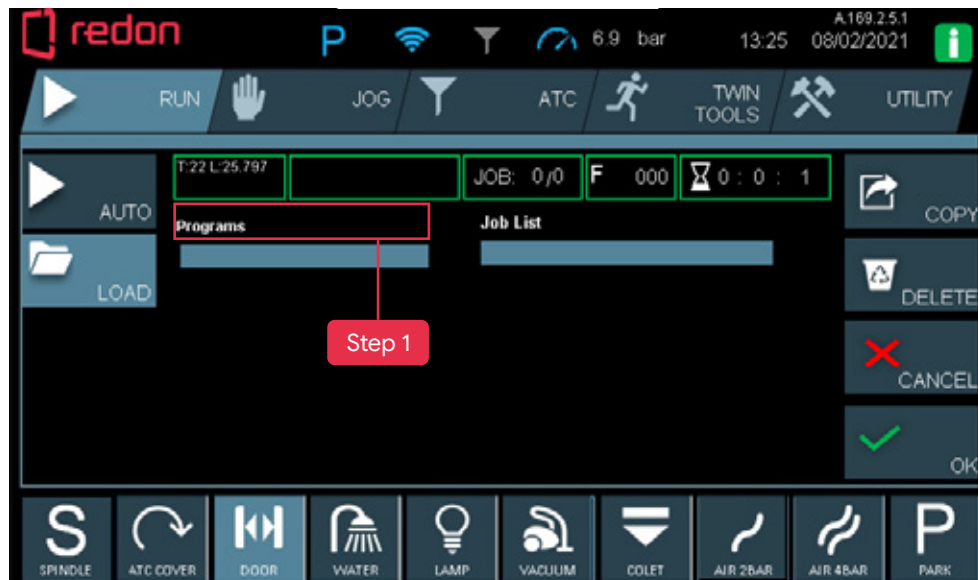 redon
P
6.9 bar
13:25
A.169.2.5.1
08/02/2021
i
RUN
JOG
ATC
TWIN
TOOLS
UTILITY
AUTO
LOAD
T:22 L:25.797
JOB: 0/0
F 000
0 : 0 : 1
Programs
Job List
Step 1
COPY
DELETE
CANCEL
OK
S
SPINDLE
ATC COVER
DOOR
WATER
LAMP
VACUUM
COLET
AIR 2BAR
AIR 4BAR
P
PARK